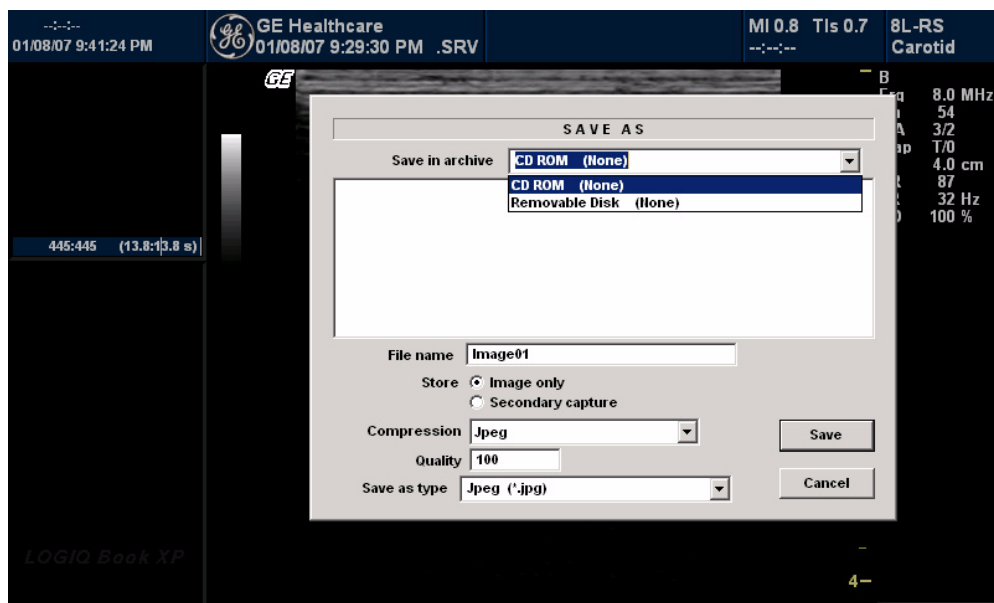 --:--:--
01/08/07 9:41:24 PM
GE Healthcare
01/08/07 9:29:30 PM .SRV
MI 0.8 TIs 0.7
--:--:--
8L-RS
Carotid
GE
B
8.0 MHz
54
3/2
T/0
4.0 cm
87
32 Hz
100 %
SAVE AS
Save in archive CD ROM (None)
CD ROM (None)
Removable Disk (None)
445:445 (13.8:13.8 s)
File name Image01
Store Image only
Secondary capture
Compression Jpeg
Save
Quality 100
Save as type Jpeg (*.jpg)
Cancel
LOGIQ Book XP
4